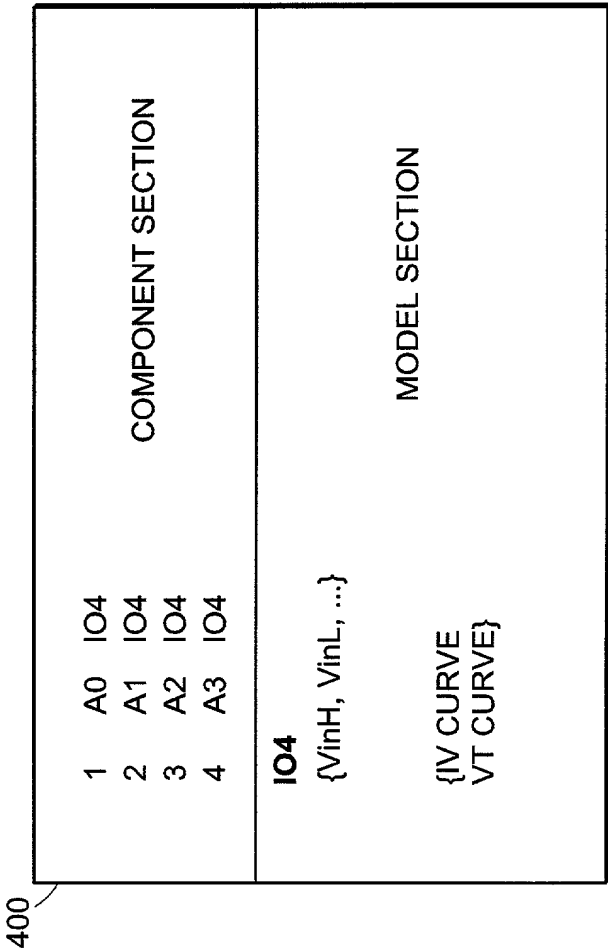 400
1 A0 IO4
2 A1 IO4
3 A2 IO4
4 A3 IO4
COMPONENT SECTION
IO4
{VinH, VinL, ...}
MODEL SECTION
{IV CURVE
VT CURVE}